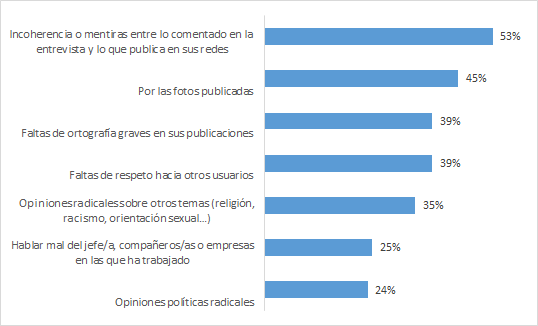 Incoherencia o mentiras entre lo comentado en la
entrevista y lo que publica en sus redes
53%
Por las fotos publicadas
45%
Faltas de ortografía graves en sus publicaciones
39%
Faltas de respeto hacia otros usuarios
39%
Opiniones radicales sobre otros temas (religión,
racismo, orientación sexual...)
35%
Hablar mal del jefe/a, compañeros/as o empresas
en las que ha trabajado
25%
Opiniones políticas radicales
24%